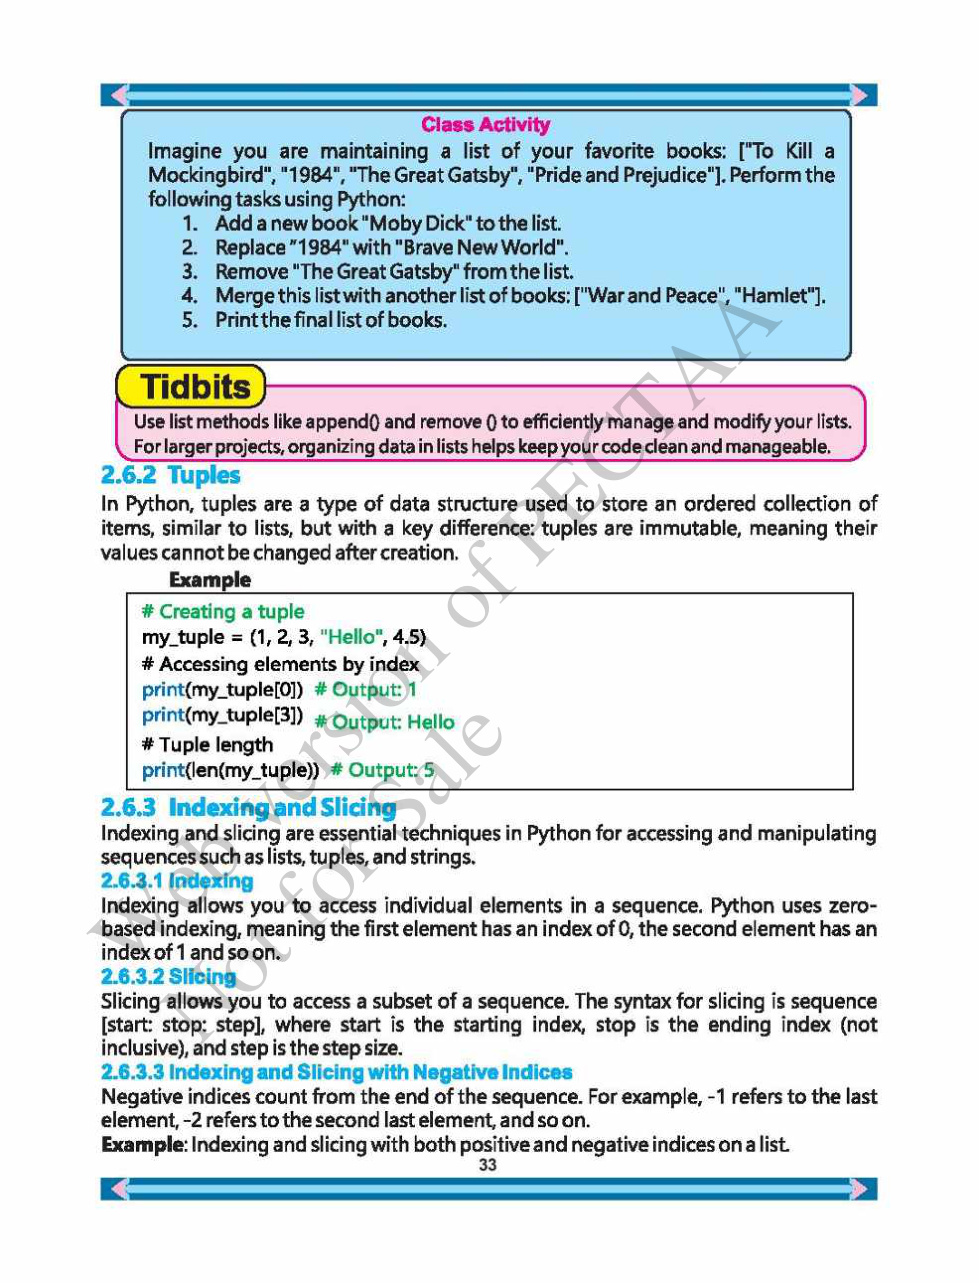 Class Activity
Imagine you are maintaining a list of your favorite books: ["To Kill a
Mockingbird", "1984", "The Great Gatsby", "Pride and Prejudice"]. Perform the
following tasks using Python:
1. Add a new book "Moby Dick" to the list.
2. Replace "1984" with "Brave New World".
3. Remove "The Great Gatsby" from the list.
4. Merge this list with another list of books: ["War and Peace", "Hamlet"].
5. Print the final list of books.
Tidbits
Use list methods like append() and remove () to efficiently manage and modify your lists.
For larger projects, organizing data in lists helps keep your code clean and manageable.
2.6.2 Tuples
In Python, tuples are a type of data structure used to store an ordered collection of
items, similar to lists, but with a key difference: tuples are immutable, meaning their
values cannot be changed after creation.
Example
# Creating a tuple
my_tuple = (1, 2, 3, "Hello", 4.5)
# Accessing elements by index
print(my_tuple[0]) # Output: 1
print(my_tuple[3]) # Output: Hello
# Tuple length
print(len(my_tuple)) # Output: 5
2.6.3 Indexing and Slicing
Indexing and slicing are essential techniques in Python for accessing and manipulating
sequences such as lists, tuples, and strings.
2.6.3.1 Indexing
Indexing allows you to access individual elements in a sequence. Python uses zero-
based indexing, meaning the first element has an index of 0, the second element has an
index of 1 and so on.
2.6.3.2 Slicing
Slicing allows you to access a subset of a sequence. The syntax for slicing is sequence
[start: stop: step], where start is the starting index, stop is the ending index (not
inclusive), and step is the step size.
2.6.3.3 Indexing and Slicing with Negative Indices
Negative indices count from the end of the sequence. For example, -1 refers to the last
element, -2 refers to the second last element, and so on.
Example: Indexing and slicing with both positive and negative indices on a list.
33
Web version of PECTAA
Not for Sale